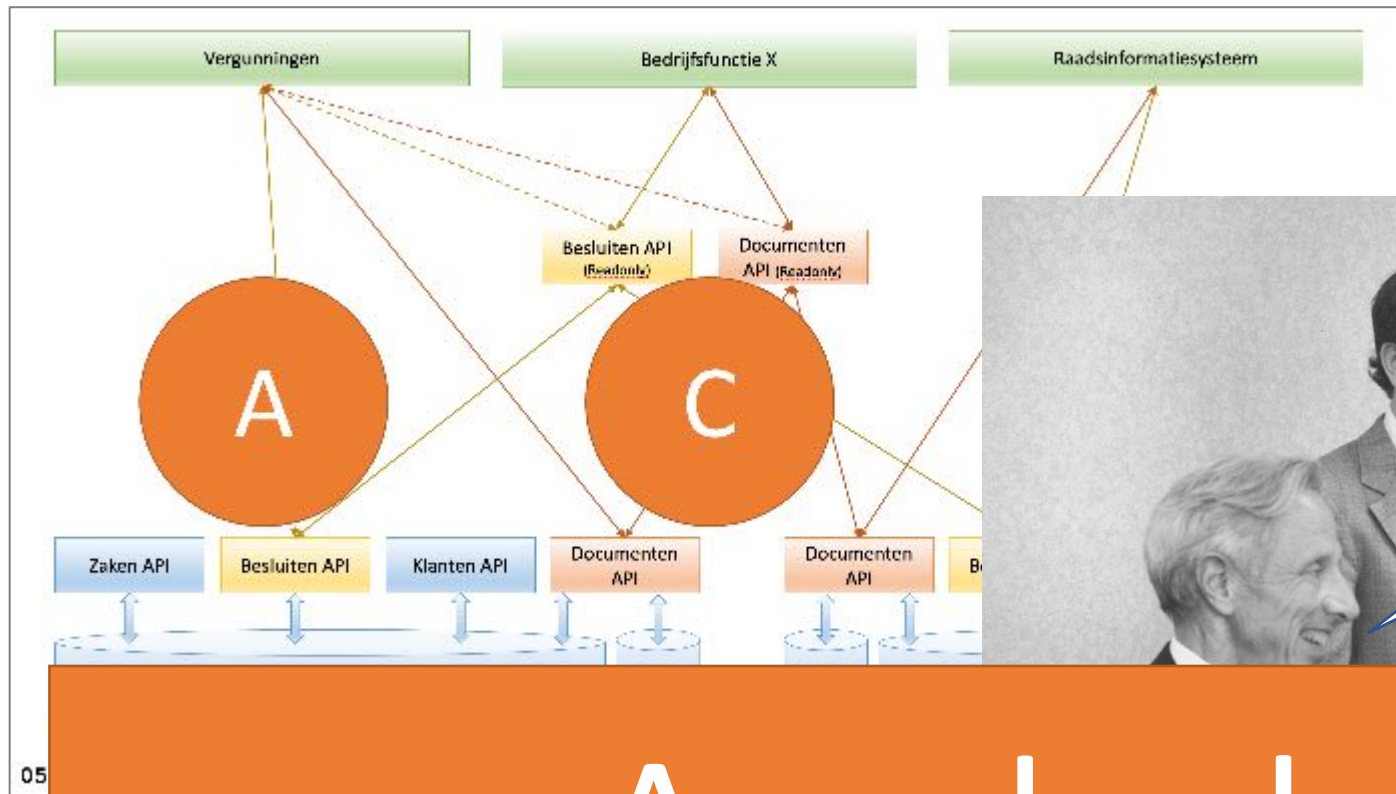 Vergunningen
Bedrijfsfunctie X
Raadsinformatiesysteem
Besluiten API
(Readonly)
Documenten
API (Readonly)
A
C
Zaken API
Besluiten API
Klanten API
Documenten
API
Documenten
API
05